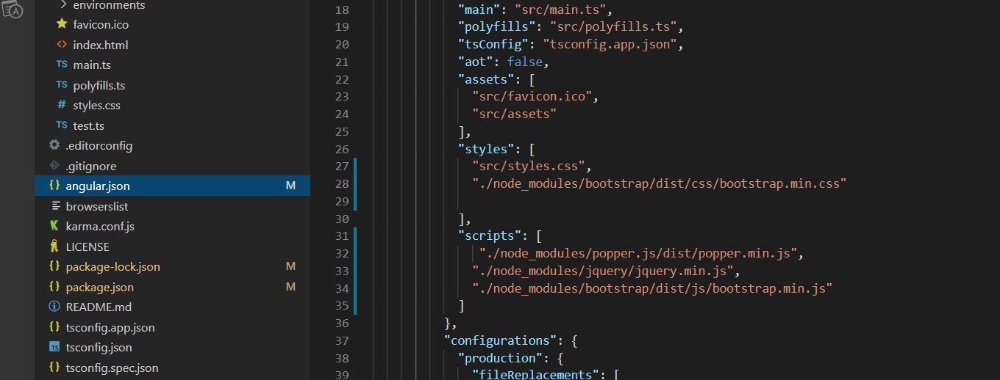 environments
favicon.ico
<> index.html
TS main.ts
TS polyfills.ts
# styles.css
TS test.ts
.editorconfig
.gitignore
{} angular.json M
browserslist
K karma.conf.js
LICENSE
{} package-lock.json M
{} package.json M
README.md
{} tsconfig.app.json
TS tsconfig.json
{} tsconfig.spec.json
A
18 "main": "src/main.ts",
19 "polyfills": "src/polyfills.ts",
20 "tsConfig": "tsconfig.app.json",
21 "aot": false,
22 "assets": [
23 "src/favicon.ico",
24 "src/assets"
25 ],
26 "styles": [
27 "src/styles.css",
28 "./node_modules/bootstrap/dist/css/bootstrap.min.css"
29
30 ],
31 "scripts": [
32 "./node_modules/popper.js/dist/popper.min.js",
33 "./node_modules/jquery/jquery.min.js",
34 "./node_modules/bootstrap/dist/js/bootstrap.min.js"
35 ]
36 },
37 "configurations": {
38 "production": {
39 "fileReplacements": [